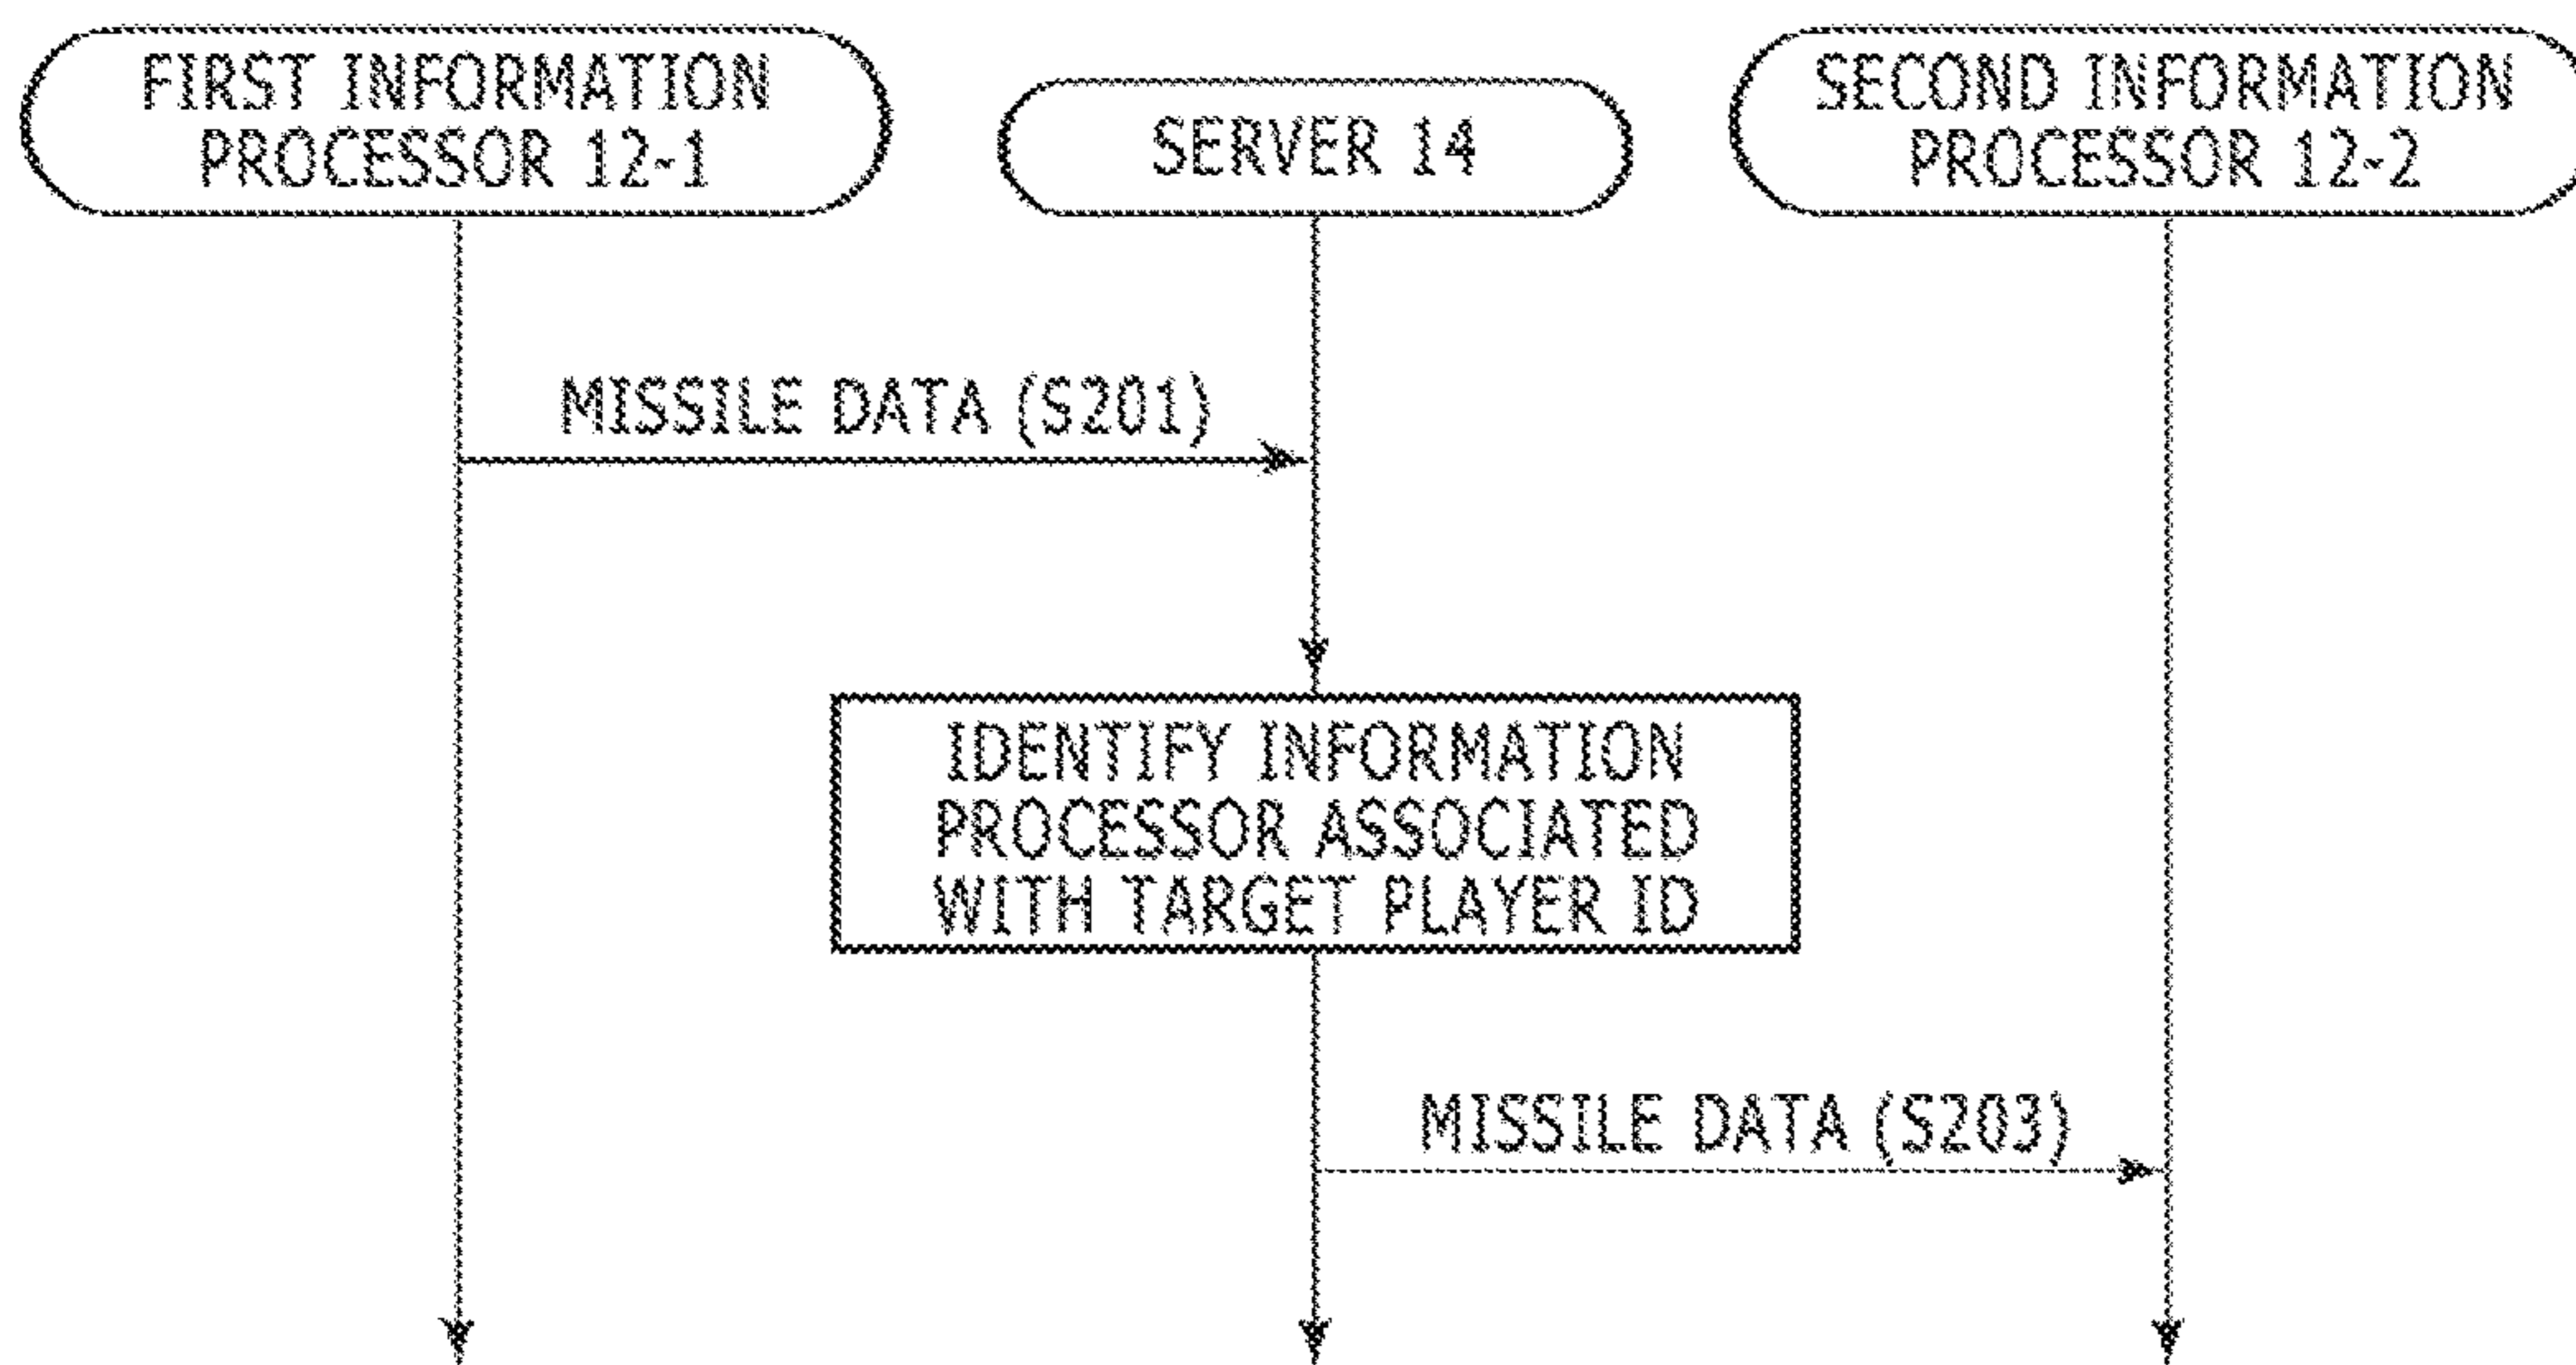 FIRST INFORMATION
PROCESSOR 12-1
SERVER 14
SECOND INFORMATION
PROCESSOR 12-2
MISSILE DATA (S201)
IDENTIFY INFORMATION
PROCESSOR ASSOCIATED
WITH TARGET PLAYER ID
MISSILE DATA (S203)